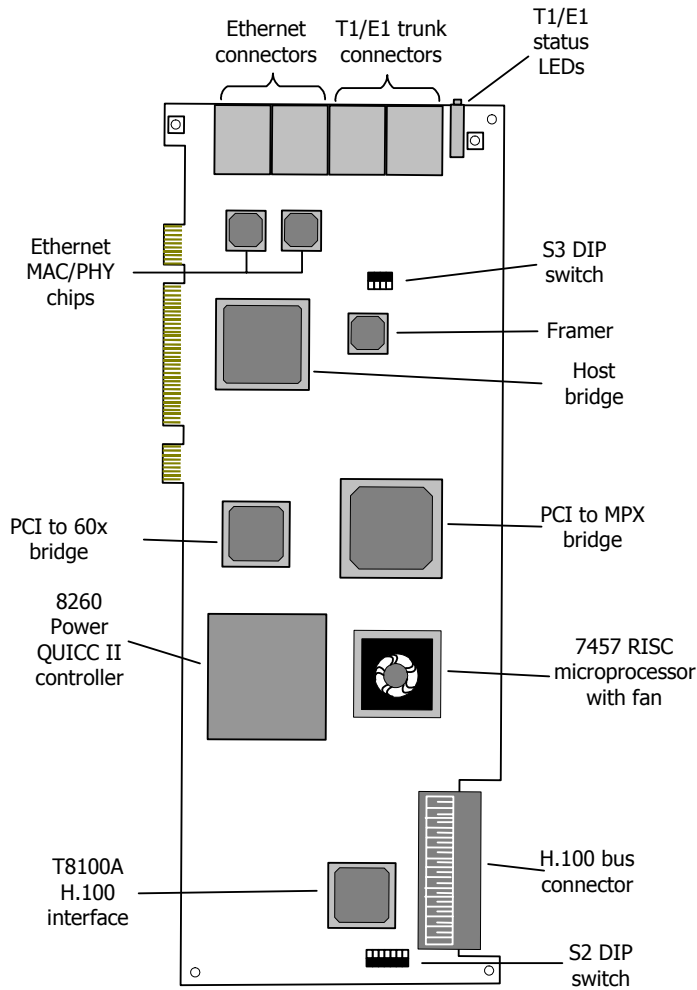 Ethernet
connectors
T1/E1 trunk
connectors
T1/E1
status
LEDs
Ethernet
MAC/PHY
chips
S3 DIP
switch
Framer
Host
bridge
PCI to 60x
bridge
PCI to MPX
bridge
8260
Power
QUICC II
controller
7457 RISC
microprocessor
with fan
T8100A
H.100
interface
H.100 bus
connector
S2 DIP
switch